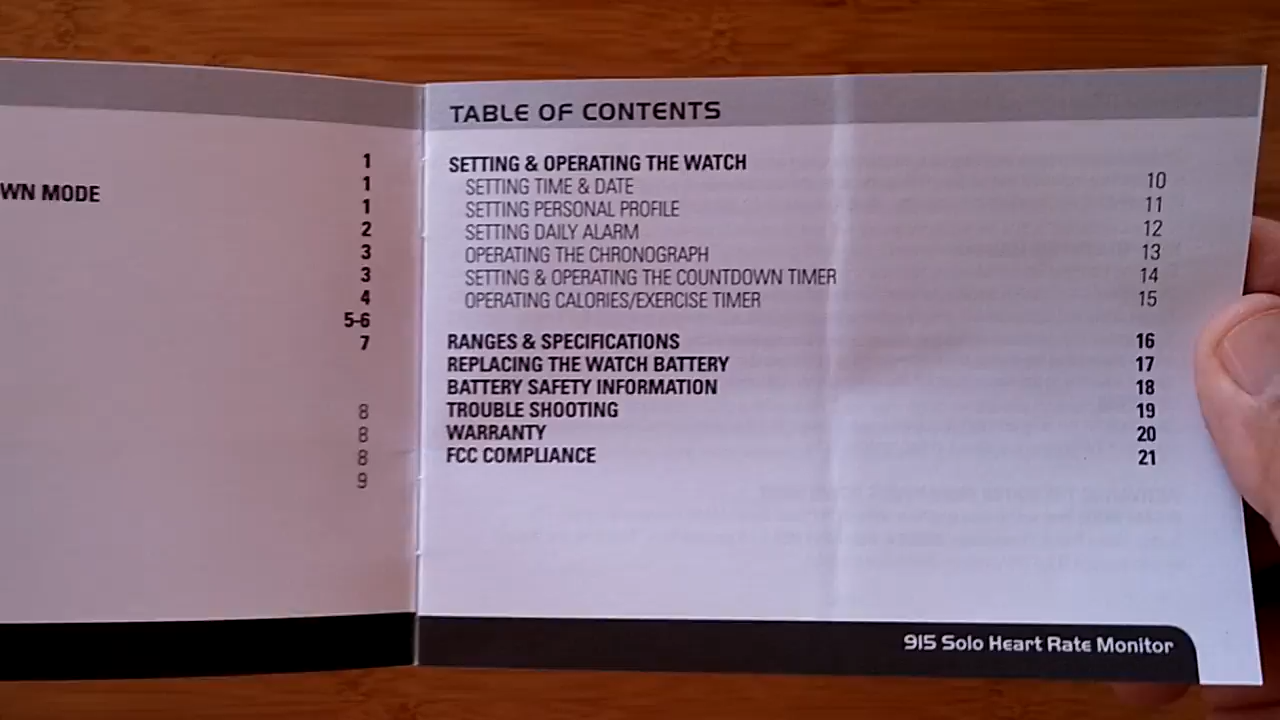 1
WN MODE 1
1
2
3
3
4
5-6
7
8
8
8
9
TABLE OF CONTENTS
SETTING & OPERATING THE WATCH
SETTING TIME & DATE 10
SETTING PERSONAL PROFILE 11
SETTING DAILY ALARM 12
OPERATING THE CHRONOGRAPH 13
SETTING & OPERATING THE COUNTDOWN TIMER 14
OPERATING CALORIES/EXERCISE TIMER 15
RANGES & SPECIFICATIONS 16
REPLACING THE WATCH BATTERY 17
BATTERY SAFETY INFORMATION 18
TROUBLE SHOOTING 19
WARRANTY 20
FCC COMPLIANCE 21
915 Solo Heart Rate Monitor